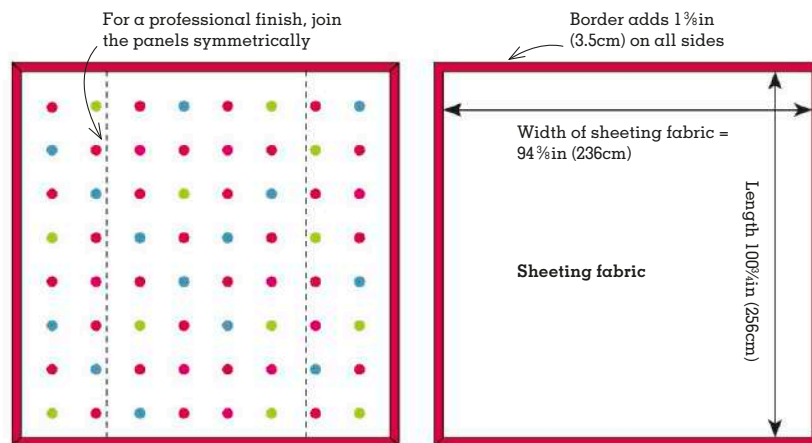 For a professional finish, join
the panels symmetrically
Border adds 1⅜in
(3.5cm) on all sides
Width of sheeting fabric =
94⅜in (236cm)
Length 100¾in (256cm)
Sheeting fabric